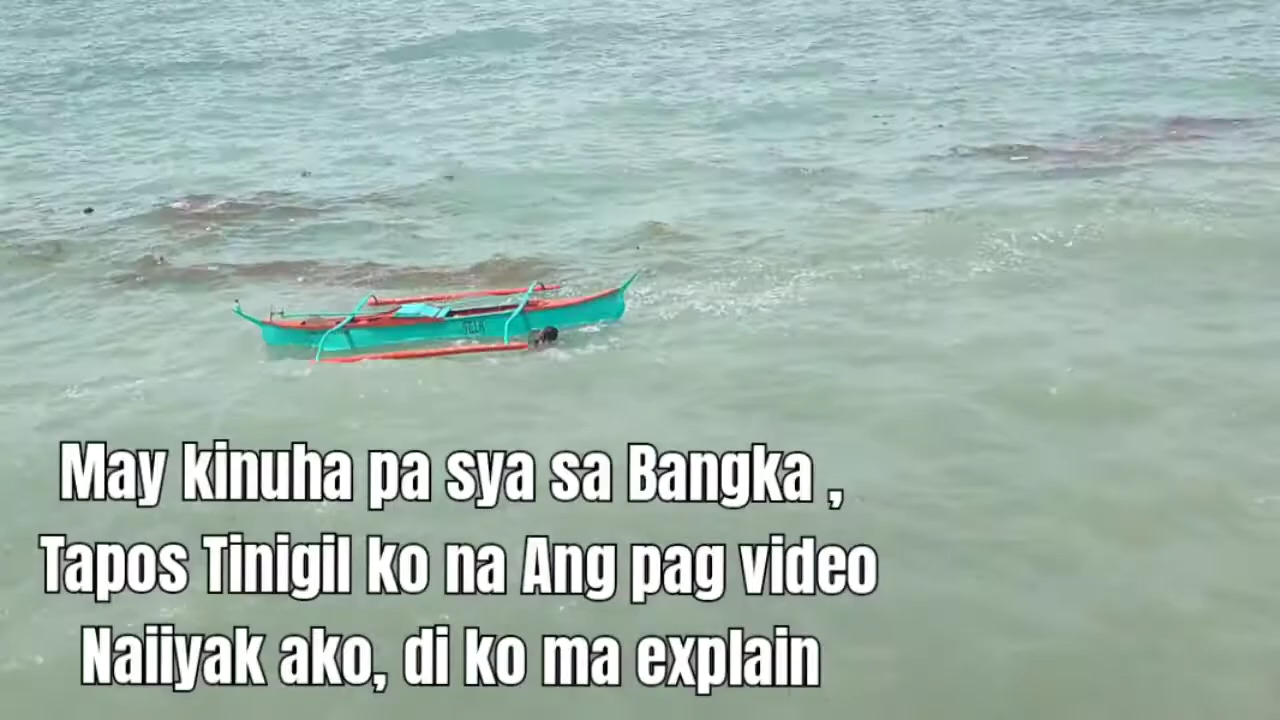 May kinuha pa sya sa Bangka ,
Tapos Tinigil ko na Ang pag video
Naiiyak ako, di ko ma explain